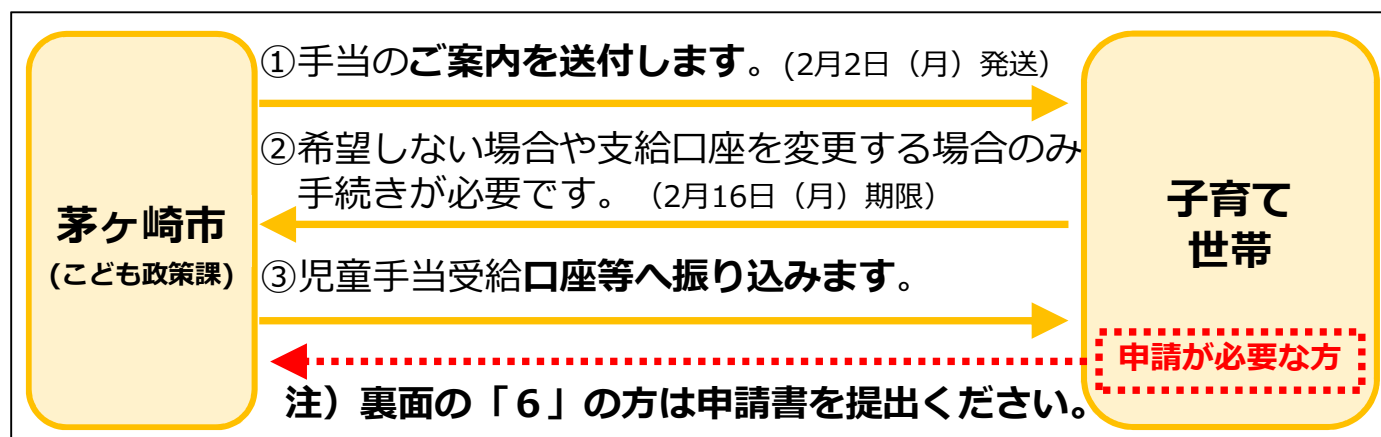 ①手当のご案内を送付します。(2月2日（月）発送）
②希望しない場合や支給口座を変更する場合のみ
手続きが必要です。（2月16日（月）期限）
茅ヶ崎市
(こども政策課)
③児童手当受給口座等へ振り込みます。
子育て
世帯
申請が必要な方
注）裏面の「６」の方は申請書を提出ください。